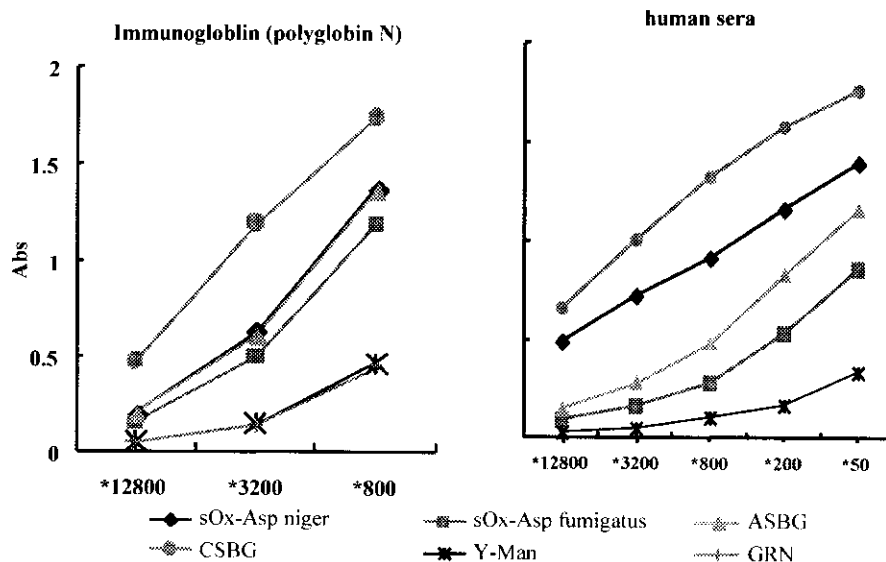 Immunogloblin (polyglobin N)
human sera
Abs
2
1.5
1
0.5
0
*12800
*3200
*800
*12800
*3200
*800
*200
*50
sOx-Asp niger
sOx-Asp fumigatus
ASBG
CSBG
Y-Man
GRN